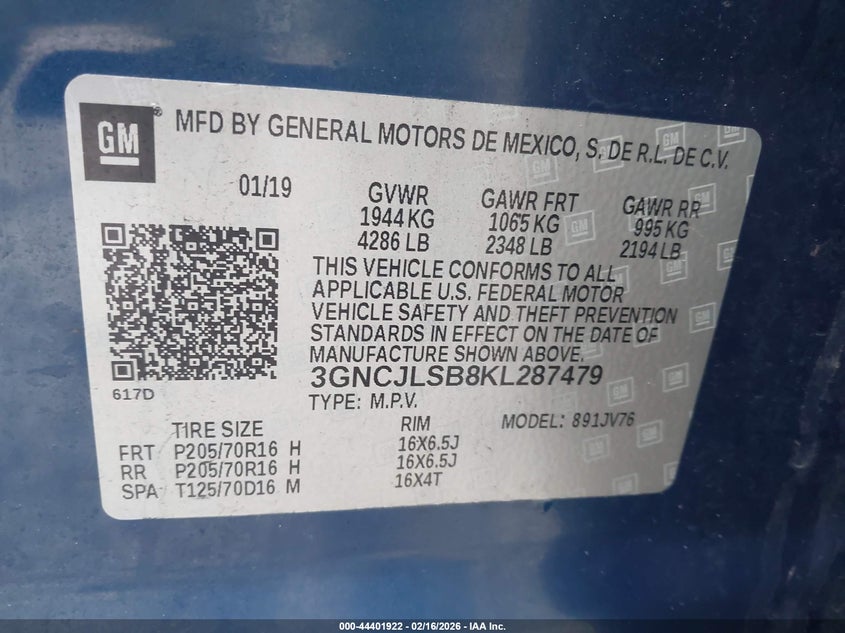 GM ® MFD BY GENERAL MOTORS DE MEXICO, S. DE R.L. DE C.V.
01/19 GVWR GAWR FRT GAWR RR
1944 KG 1065 KG 995 KG
4286 LB 2348 LB 2194 LB
THIS VEHICLE CONFORMS TO ALL
APPLICABLE U.S. FEDERAL MOTOR
VEHICLE SAFETY AND THEFT PREVENTION
STANDARDS IN EFFECT ON THE DATE OF
MANUFACTURE SHOWN ABOVE.
3GNCJLSB8KL287479
617D
TYPE: M.P.V. MODEL: 891JV76
TIRE SIZE RIM
FRT P205/70R16 H 16X6.5J
RR P205/70R16 H 16X6.5J
SPA T125/70D16 M 16X4T
000-44401922 - 02/16/2026 - IAA Inc.